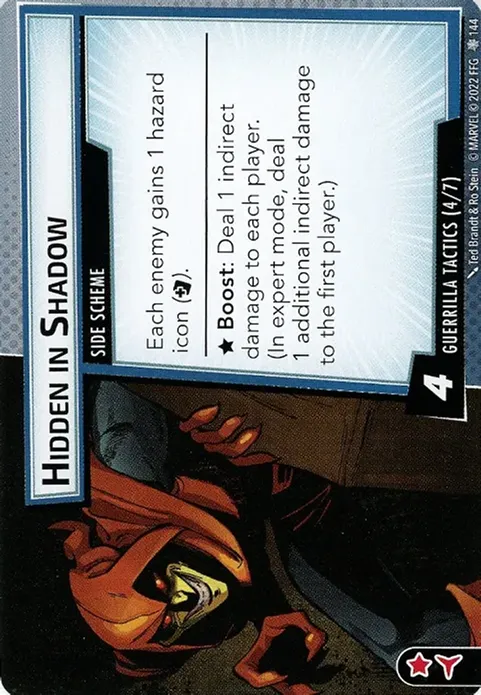 HIDDEN IN SHADOW
SIDE SCHEME
Each enemy gains 1 hazard
icon ( ).
★ Boost: Deal 1 indirect
damage to each player.
(In expert mode, deal
1 additional indirect damage
to the first player.)
4
GUERRILLA TACTICS (4/7)
Ted Brandt & Ro Stein © MARVEL © 2022 FFG 144